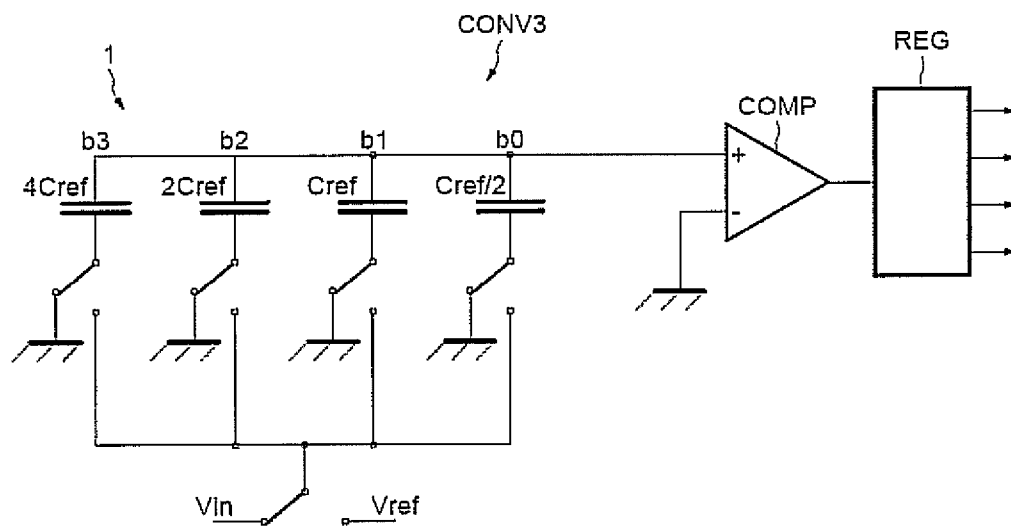 1
CONV3
REG
COMP
b3 b2 b1 b0
4Cref 2Cref Cref Cref/2
+
-
Vin Vref